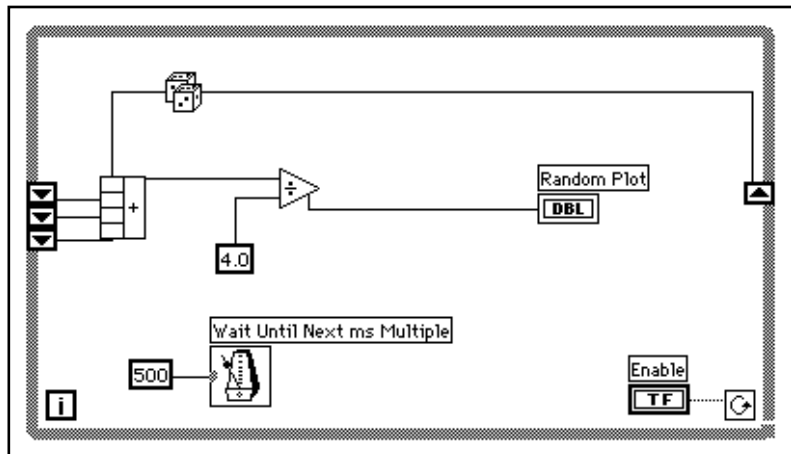 Random Plot
DBL
+
÷
4.0
Wait Until Next ms Multiple
500
Enable
TF
i